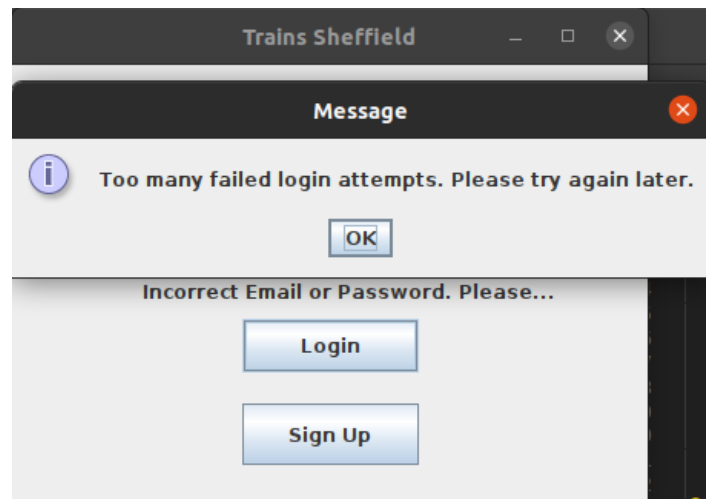 Trains Sheffield
Message
Too many failed login attempts. Please try again later.
OK
Incorrect Email or Password. Please...
Login
Sign Up